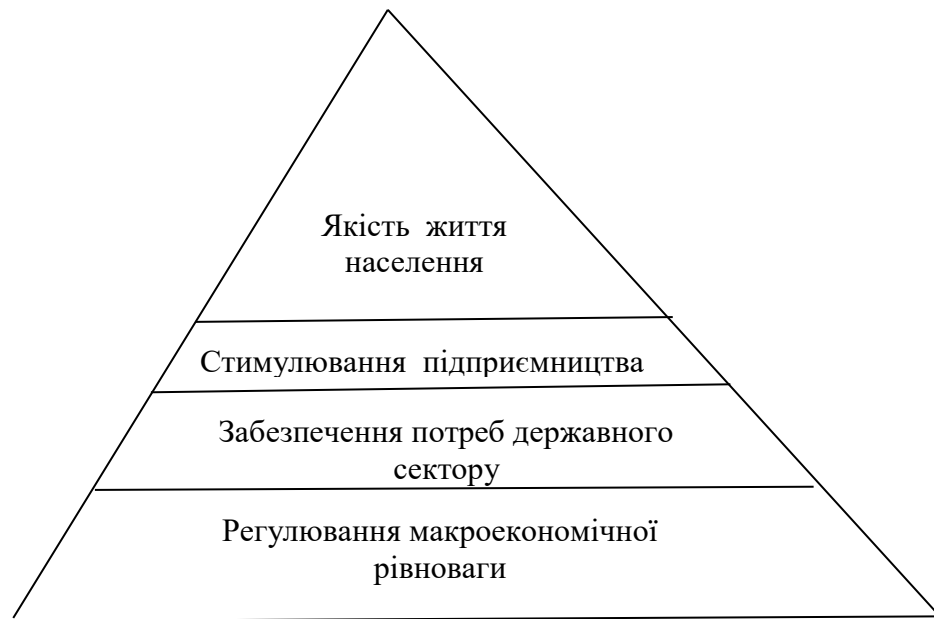 Якість життя
населення
Стимулювання підприємництва
Забезпечення потреб державного
сектору
Регулювання макроекономічної
рівноваги